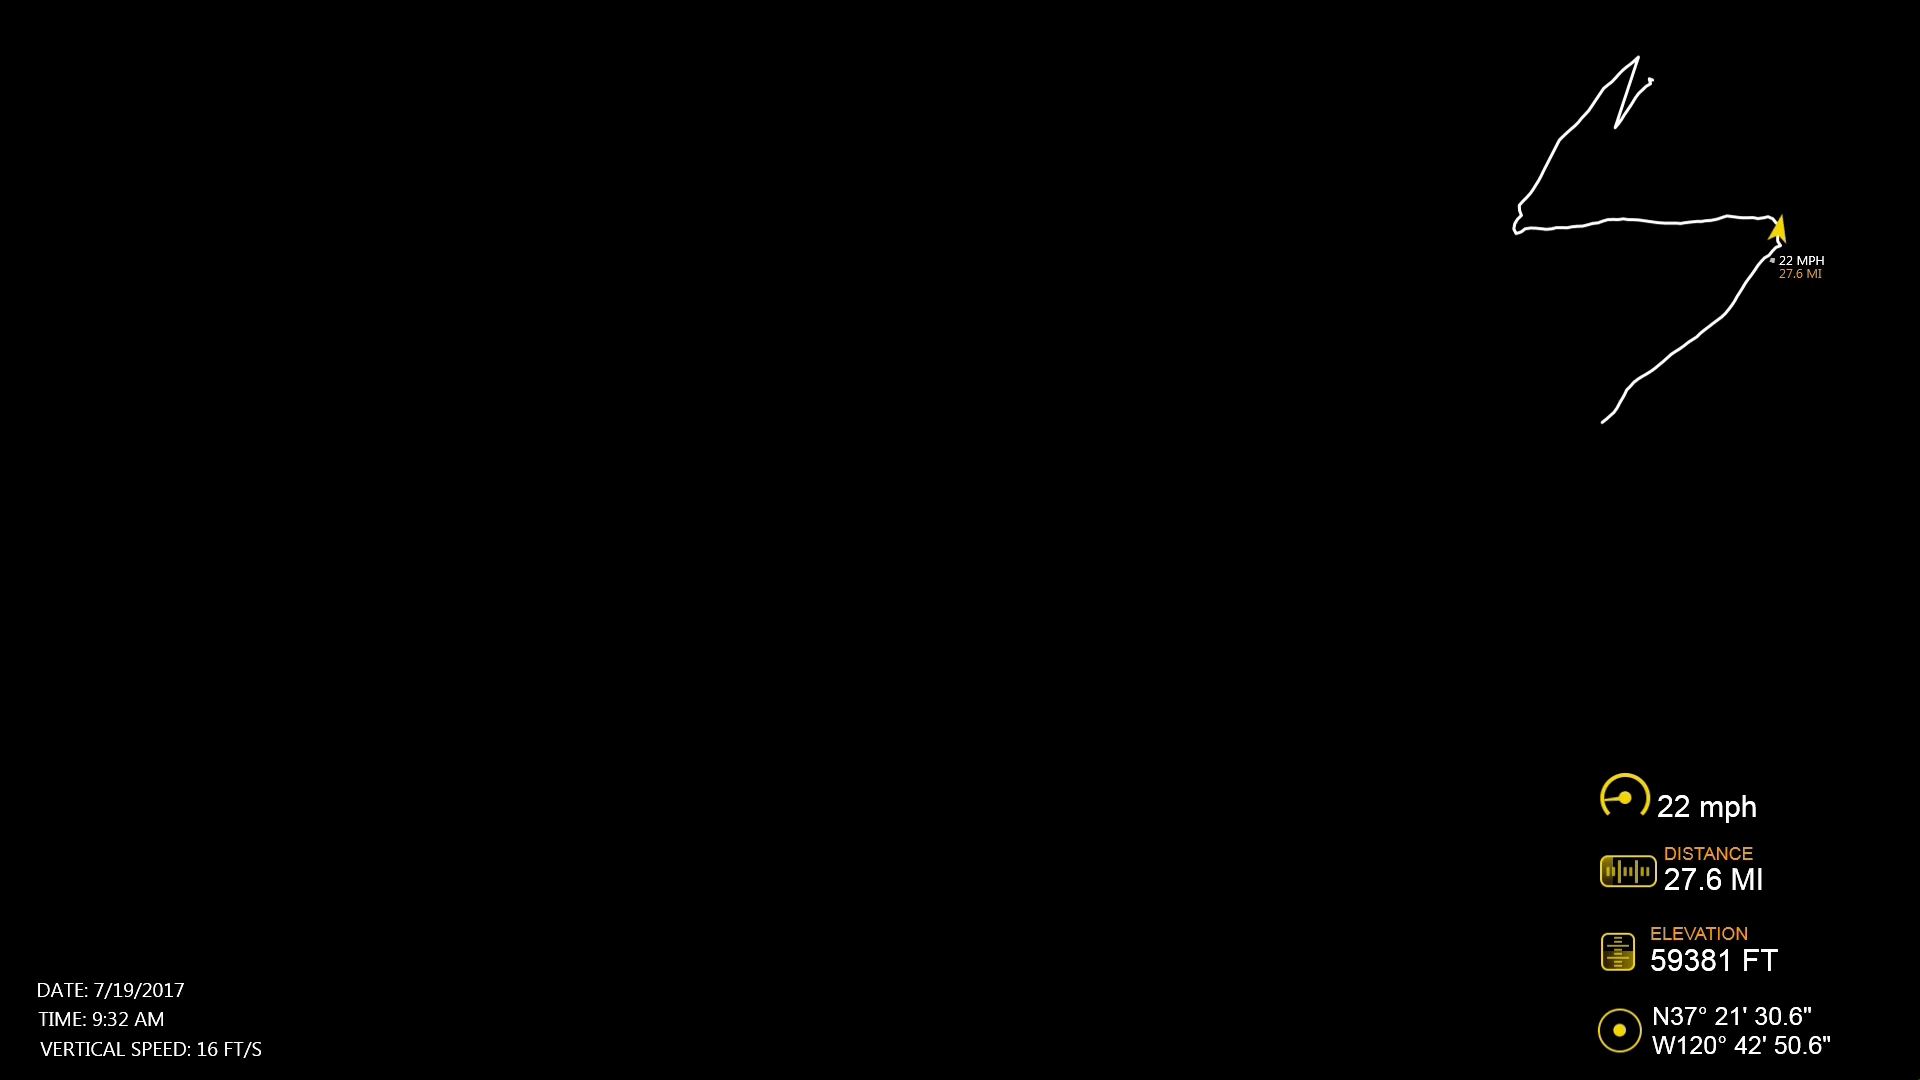 22 MPH
27.6 MI
22 mph
DISTANCE
27.6 MI
ELEVATION
59381 FT
N37° 21' 30.6"
W120° 42' 50.6"
DATE: 7/19/2017
TIME: 9:32 AM
VERTICAL SPEED: 16 FT/S